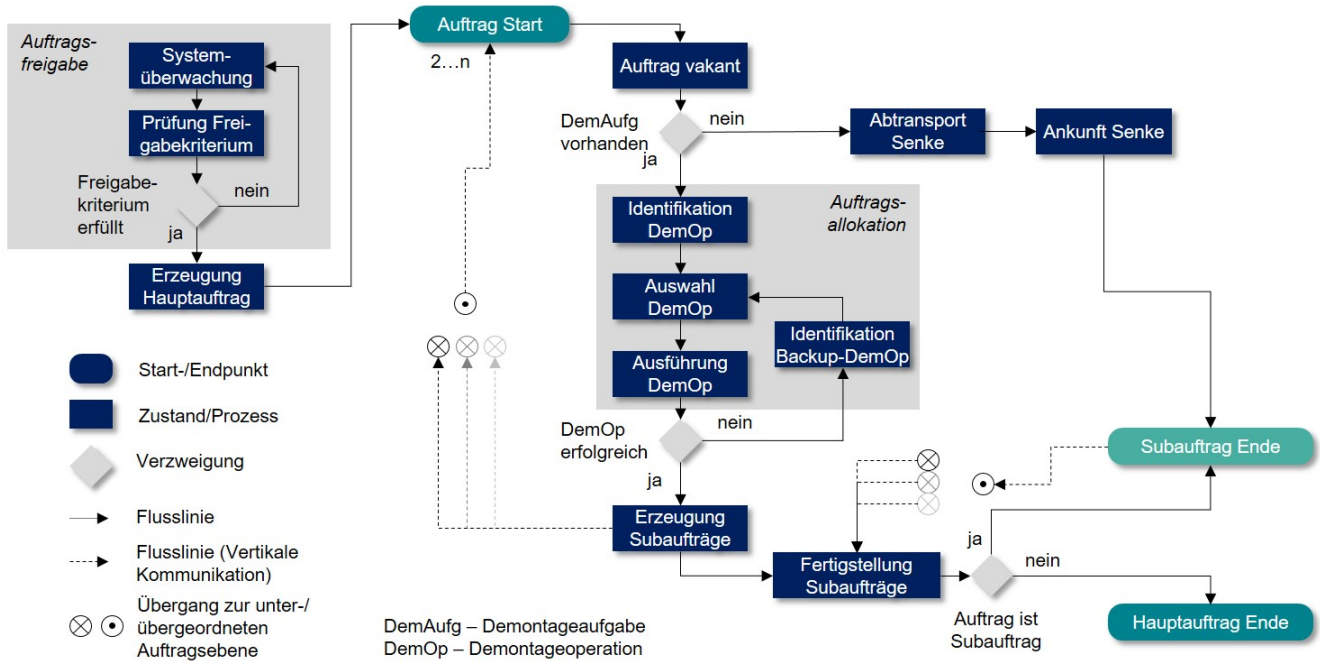 Auftrags-
freigabe
System-
überwachung
Prüfung Frei-
gabekriterium
Freigabe-
kriterium
erfüllt
nein
ja
Erzeugung
Hauptauftrag
Auftrag Start
2…n
Auftrag vakant
DemAufg
vorhanden
nein
ja
Abtransport
Senke
Ankunft Senke
Auftrags-
allokation
Identifikation
DemOp
Auswahl
DemOp
Identifikation
Backup-DemOp
Ausführung
DemOp
DemOp
erfolgreich
nein
ja
Erzeugung
Subaufträge
Fertigstellung
Subaufträge
ja
nein
Auftrag ist
Subauftrag
Subauftrag Ende
Hauptauftrag Ende
Start-/Endpunkt
Zustand/Prozess
Verzweigung
Flusslinie
Flusslinie (Vertikale
Kommunikation)
Übergang zur unter-/
übergeordneten
Auftragsebene
DemAufg – Demontageaufgabe
DemOp – Demontageoperation